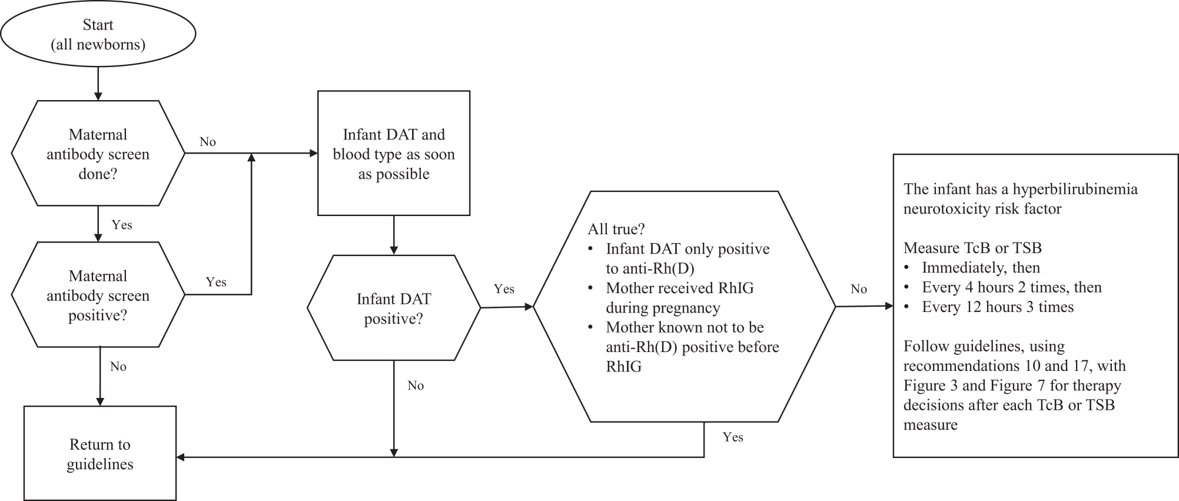 Start
(all newborns)
Maternal
antibody screen
done?
No
Yes
Maternal
antibody screen
positive?
Yes
No
Return to
guidelines
Infant DAT and
blood type as soon
as possible
Infant DAT
positive?
Yes
No
All true?
• Infant DAT only positive
to anti-Rh(D)
• Mother received RhIG
during pregnancy
• Mother known not to be
anti-Rh(D) positive before
RhIG
No
Yes
The infant has a hyperbilirubinemia
neurotoxicity risk factor
Measure TcB or TSB
• Immediately, then
• Every 4 hours 2 times, then
• Every 12 hours 3 times
Follow guidelines, using
recommendations 10 and 17, with
Figure 3 and Figure 7 for therapy
decisions after each TcB or TSB
measure